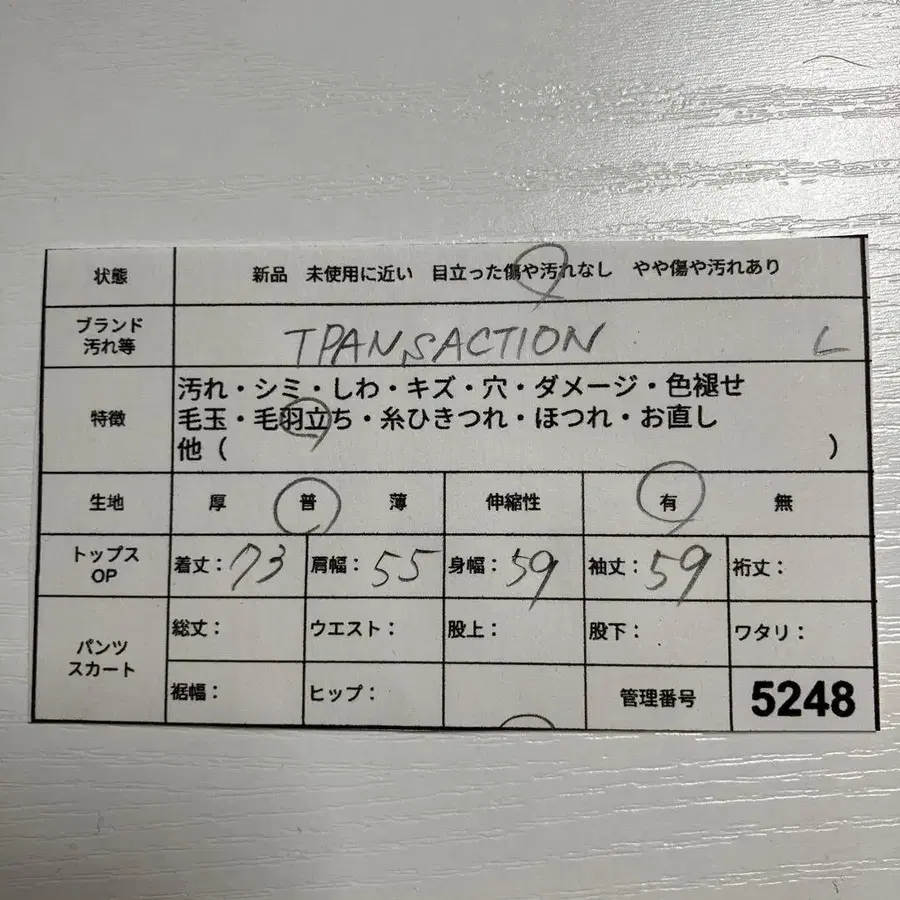 状態 新品 未使用に近い 目立った傷や汚れなし やや傷や汚れあり
ブランド
汚れ等
TPANSACTION L
特徴
汚れ・シミ・しわ・キズ・穴・ダメージ・色褪せ
毛玉・毛羽立ち・糸ひきつれ・ほつれ・お直し
他（ ）
生地 厚 普 薄 伸縮性 有 無
トップス
OP
着丈：73 肩幅：55 身幅：59 袖丈：59 裄丈：
パンツ
スカート
総丈： ウエスト： 股上： 股下： ワタリ：
裾幅： ヒップ： 管理番号 5248